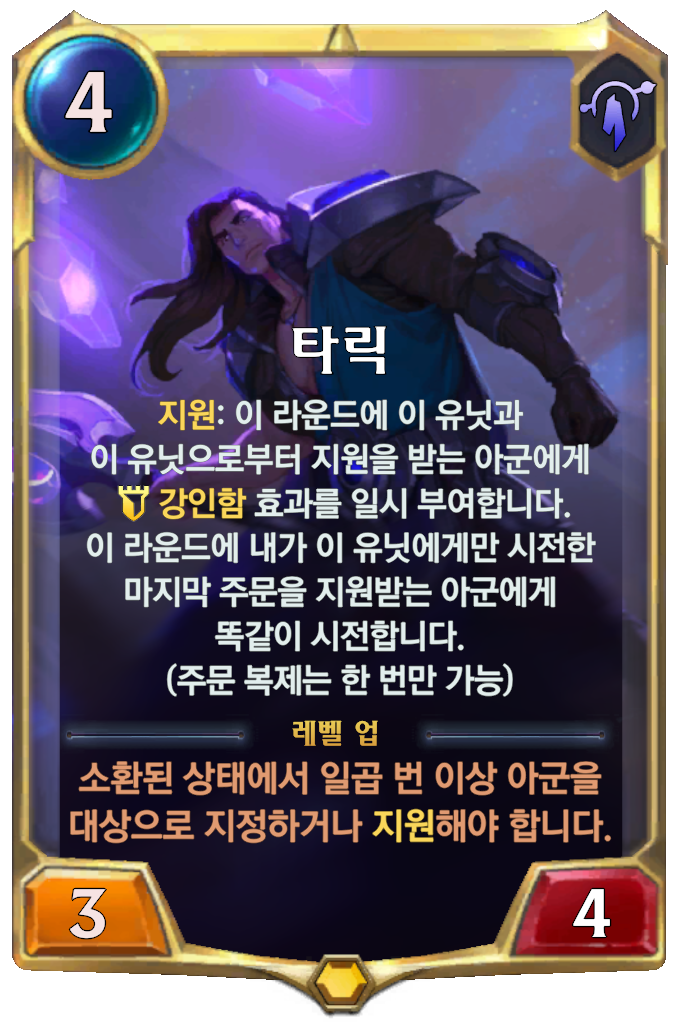 4
타릭
지원: 이 라운드에 이 유닛과
이 유닛으로부터 지원을 받는 아군에게
강인함 효과를 일시 부여합니다.
이 라운드에 내가 이 유닛에게만 시전한
마지막 주문을 지원받는 아군에게
똑같이 시전합니다.
(주문 복제는 한 번만 가능)
레벨 업
소환된 상태에서 일곱 번 이상 아군을
대상으로 지정하거나 지원해야 합니다.
3
4